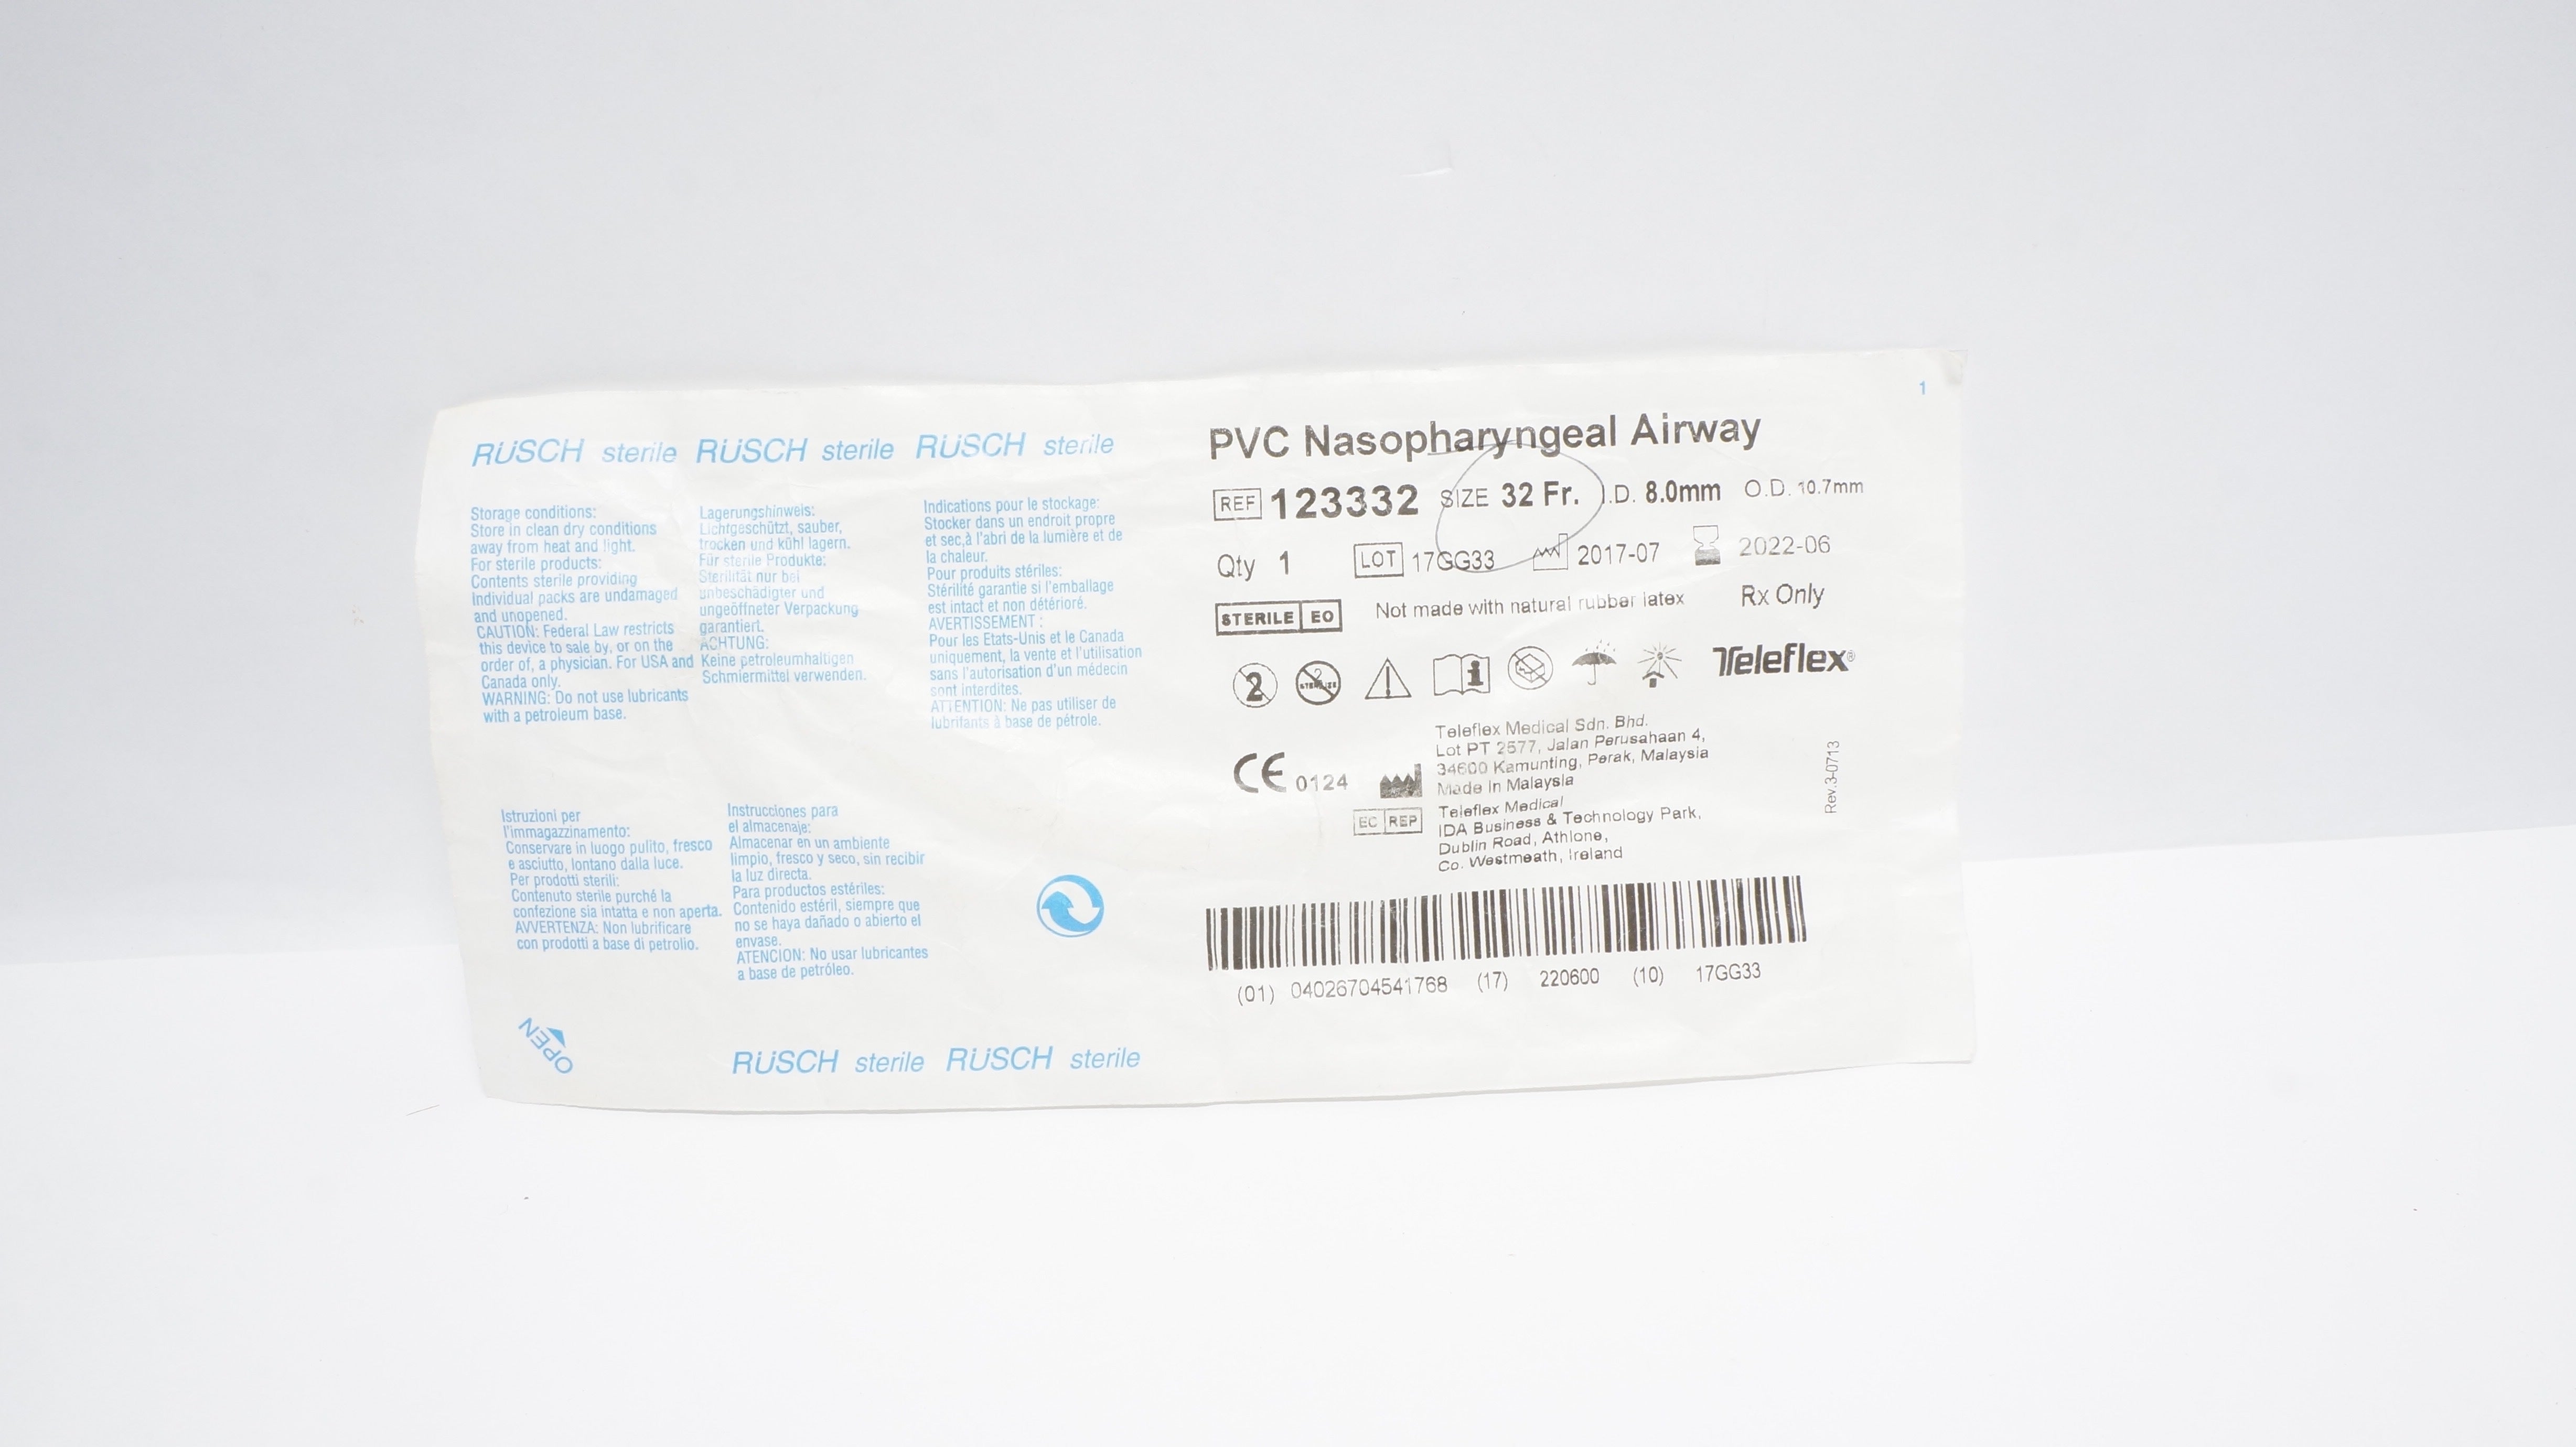 RÜSCH sterile RÜSCH sterile RÜSCH sterile
Storage conditions:
Store in clean dry conditions
away from heat and light.
For sterile products:
Contents sterile providing
Individual packs are undamaged
and unopened.
CAUTION: Federal Law restricts
this device to sale by, or on the
order of, a physician. For USA and
Canada only.
WARNING: Do not use lubricants
with a petroleum base.
Lagerungshinweis:
Lichtgeschützt, sauber,
trocken und kühl lagern.
Für sterile Produkte:
Sterilität nur bei
unbeschädigter und
ungeöffneter Verpackung
garantiert.
ACHTUNG:
Keine petroleumhaltigen
Schmiermittel verwenden.
Indications pour le stockage:
Stocker dans un endroit propre
et sec,à l'abri de la lumière et de
la chaleur.
Pour produits stériles:
Stérilité garantie si l'emballage
est intact et non détérioré.
AVERTISSEMENT :
Pour les Etats-Unis et le Canada
uniquement, la vente et l'utilisation
sans l'autorisation d'un médecin
sont interdites.
ATTENTION: Ne pas utiliser de
lubrifants à base de pétrole.
Istruzioni per
l'immagazzinamento:
Conservare in luogo pulito, fresco
e asciutto, lontano dalla luce.
Per prodotti sterili:
Contenuto sterile purché la
confezione sia intatta e non aperta.
AVVERTENZA: Non lubrificare
con prodotti a base di petrolio.
Instrucciones para
el almacenaje:
Almacenar en un ambiente
limpio, fresco y seco, sin recibir
la luz directa.
Para productos estériles:
Contenido estéril, siempre que
no se haya dañado o abierto el
envase.
ATENCION: No usar lubricantes
a base de petróleo.
OPEN
RÜSCH sterile RÜSCH sterile
1
PVC Nasopharyngeal Airway
REF 123332 SIZE 32 Fr. I.D. 8.0mm O.D. 10.7mm
Qty 1 LOT 17GG33 2017-07 2022-06
STERILE EO Not made with natural rubber latex Rx Only
2 2 STERILIZE i Teleflex®
CE 0124
Teleflex Medical Sdn. Bhd.
Lot PT 2577, Jalan Perusahaan 4,
34600 Kamunting, Perak, Malaysia
Made In Malaysia
EC REP
Teleflex Medical
IDA Business & Technology Park,
Dublin Road, Athlone,
Co. Westmeath, Ireland
Rev.3-0713
(01) 04026704541768 (17) 220600 (10) 17GG33